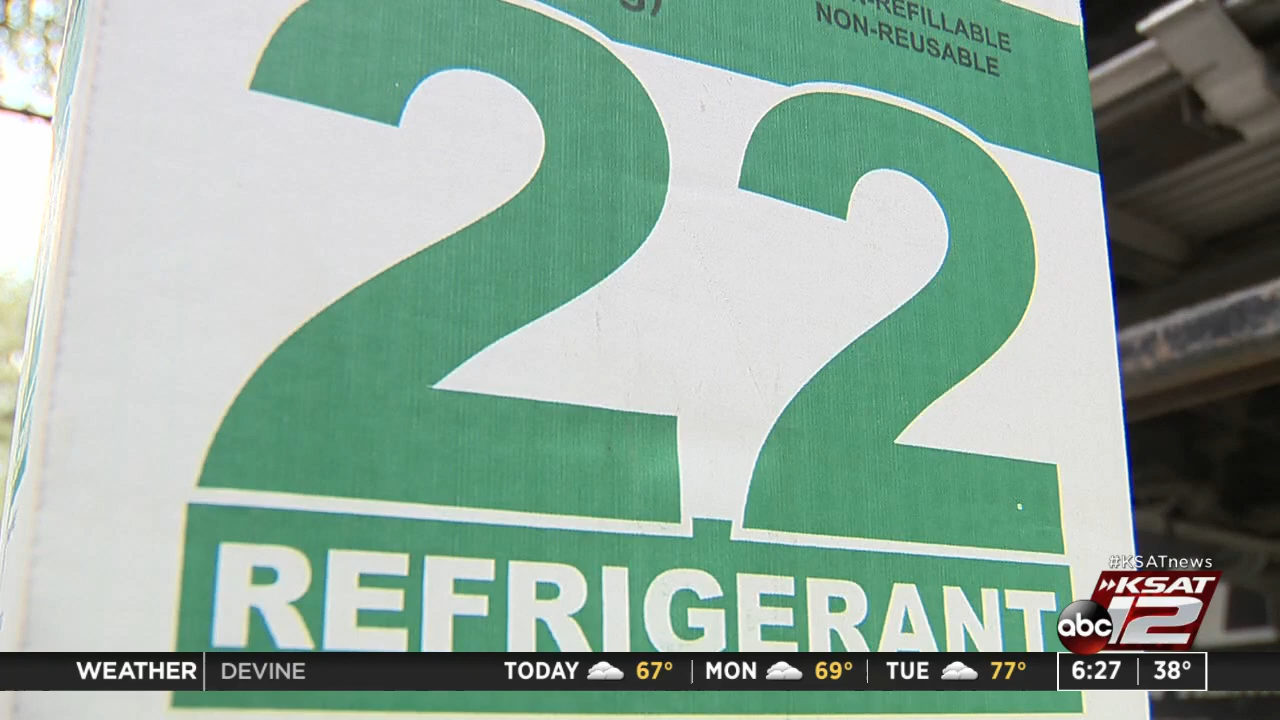 NON-REUSABLE
22
REFRIGERANT
#KSATnews
KSAT
abc 12
WEATHER DEVINE TODAY 67° MON 69° TUE 77° 6:27 38°